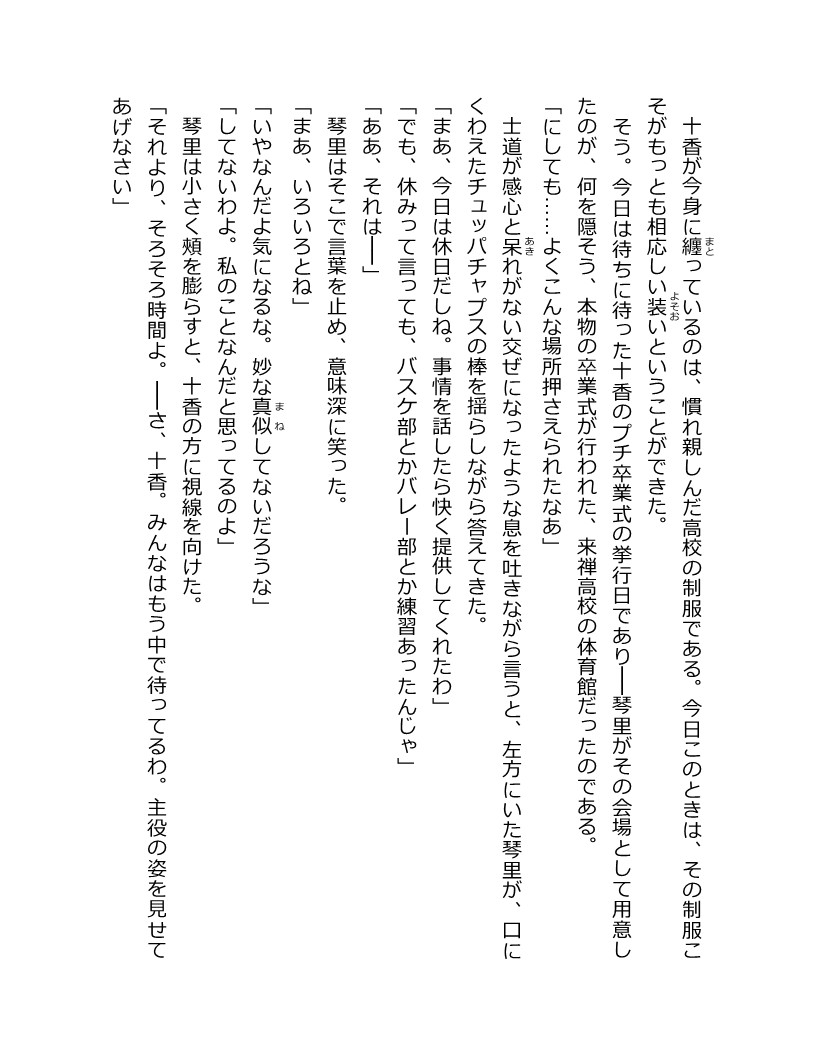 十香が今身に纏っているのは、慣れ親しんだ高校の制服である。今日このときは、その制服こ
そがもっとも相応しい装いということができた。
そう。今日は待ちに待った十香のプチ卒業式の挙行日であり――琴里がその会場として用意し
たのが、何を隠そう、本物の卒業式が行われた、来禅高校の体育館だったのである。
「にしても……よくこんな場所押さえられたなあ」
士道が感心と呆れがない交ぜになったような息を吐きながら言うと、左方にいた琴里が、口に
くわえたチュッパチャプスの棒を揺らしながら答えてきた。
「まあ、今日は休日だしね。事情を話したら快く提供してくれたわ」
「でも、休みって言っても、バスケ部とかバレー部とか練習あったんじゃ」
「ああ、それは――」
琴里はそこで言葉を止め、意味深に笑った。
「まあ、いろいろとね」
「いやなんだよ気になるな。妙な真似してないだろうな」
「してないわよ。私のことなんだと思ってるのよ」
琴里は小さく頰を膨らすと、十香の方に視線を向けた。
「それより、そろそろ時間よ。――さ、十香。みんなはもう中で待ってるわ。主役の姿を見せて
あげなさい」